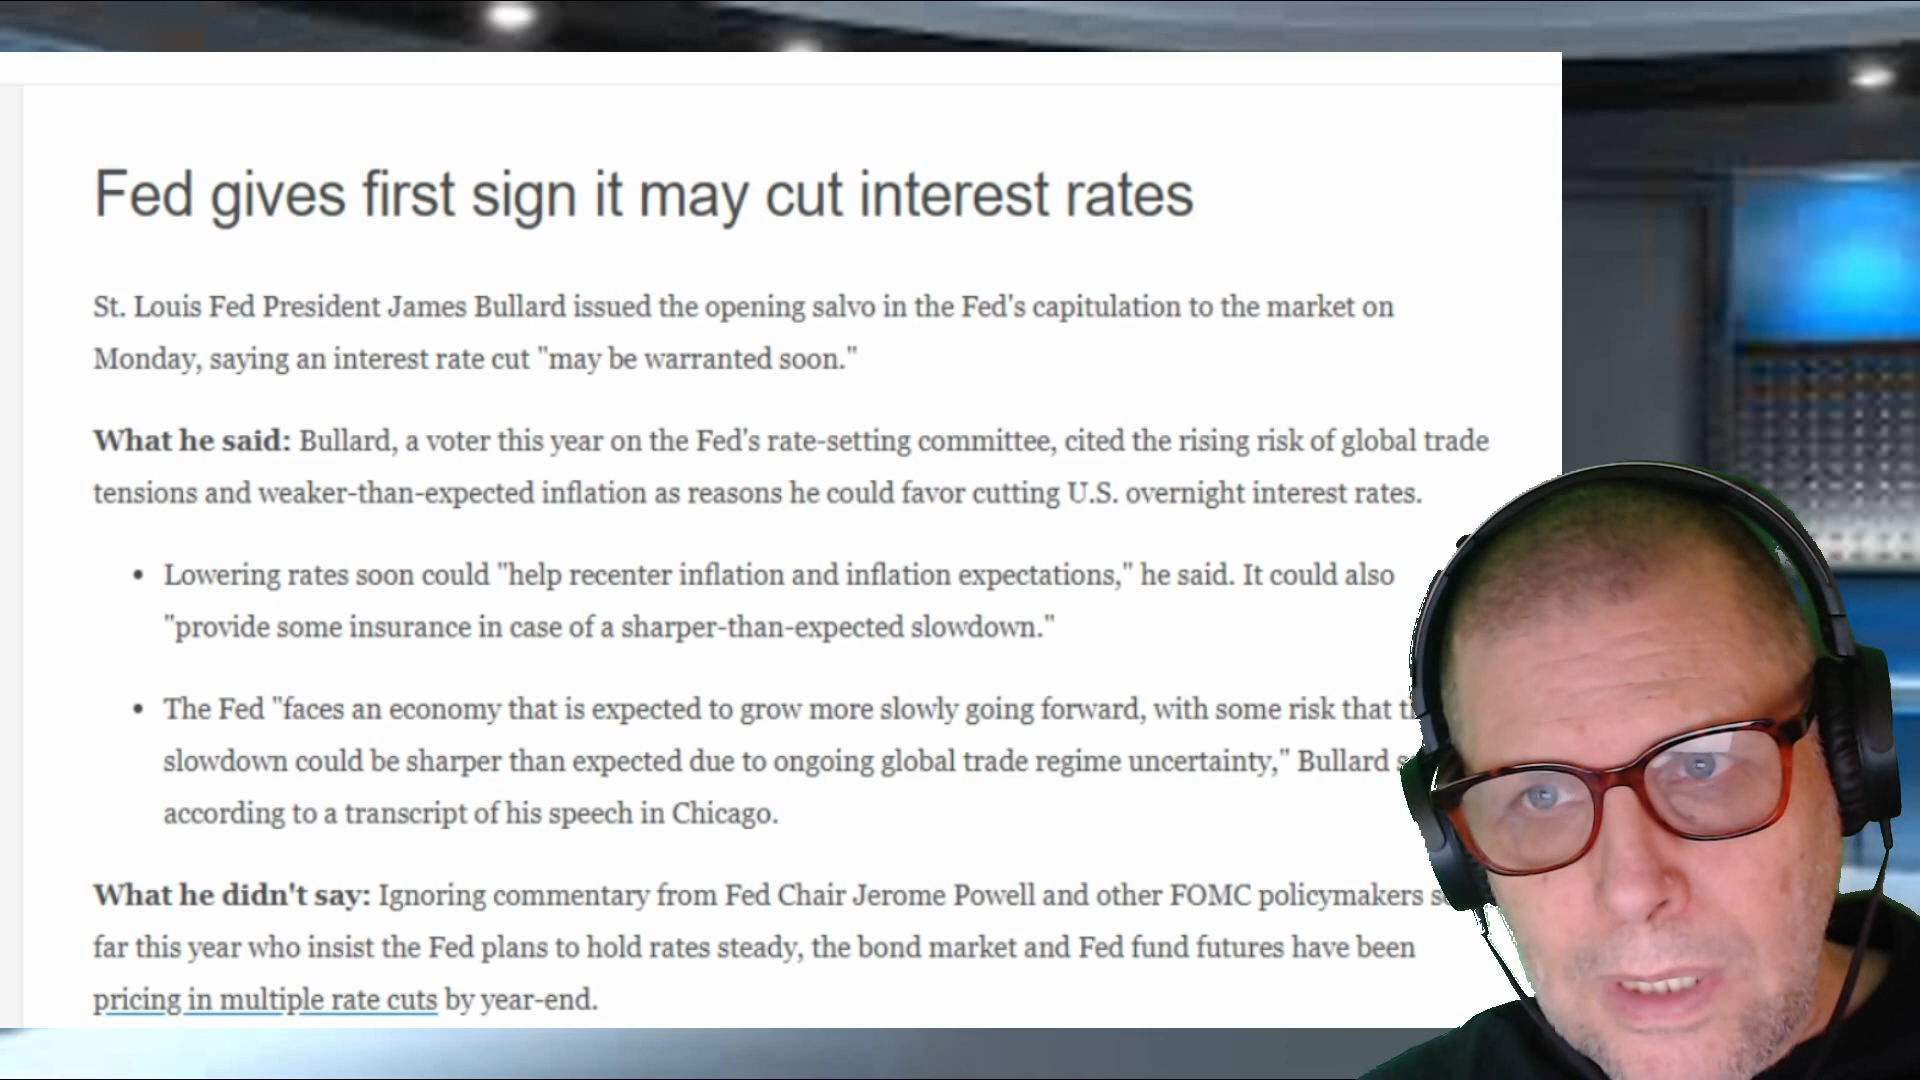 Fed gives first sign it may cut interest rates
St. Louis Fed President James Bullard issued the opening salvo in the Fed's capitulation to the market on
Monday, saying an interest rate cut "may be warranted soon."
What he said: Bullard, a voter this year on the Fed's rate-setting committee, cited the rising risk of global trade
tensions and weaker-than-expected inflation as reasons he could favor cutting U.S. overnight interest rates.
• Lowering rates soon could "help recenter inflation and inflation expectations," he said. It could also
"provide some insurance in case of a sharper-than-expected slowdown."
• The Fed "faces an economy that is expected to grow more slowly going forward, with some risk that
slowdown could be sharper than expected due to ongoing global trade regime uncertainty," Bullard
according to a transcript of his speech in Chicago.
What he didn't say: Ignoring commentary from Fed Chair Jerome Powell and other FOMC policymakers
far this year who insist the Fed plans to hold rates steady, the bond market and Fed fund futures have been
pricing in multiple rate cuts by year-end.